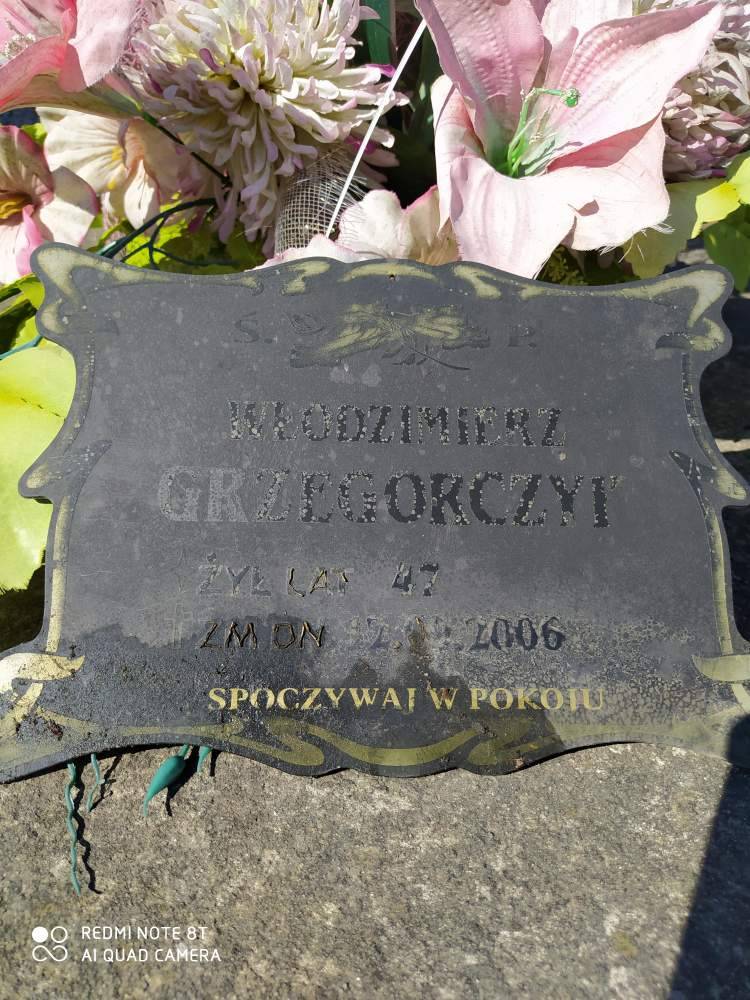 Ś. P.
WŁODZIMIERZ
GRZEGORCZYK
ŻYŁ LAT 47
ZM DN 2006
SPOCZYWAJ W POKOJU
REDMI NOTE 8T
AI QUAD CAMERA